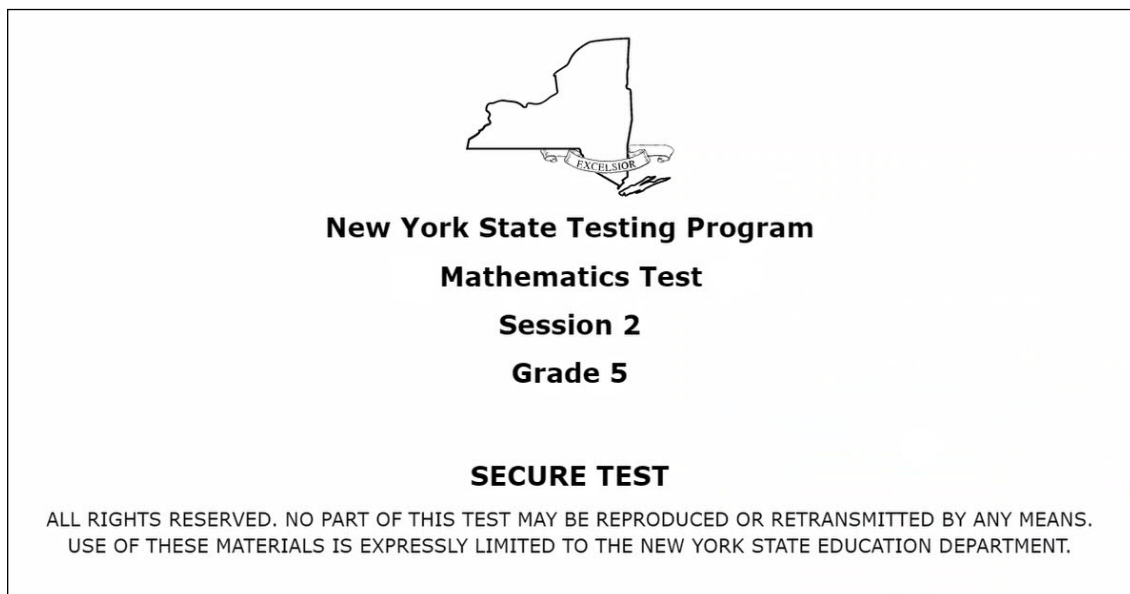 EXCELSIOR
New York State Testing Program
Mathematics Test
Session 2
Grade 5
SECURE TEST
ALL RIGHTS RESERVED. NO PART OF THIS TEST MAY BE REPRODUCED OR RETRANSMITTED BY ANY MEANS.
USE OF THESE MATERIALS IS EXPRESSLY LIMITED TO THE NEW YORK STATE EDUCATION DEPARTMENT.